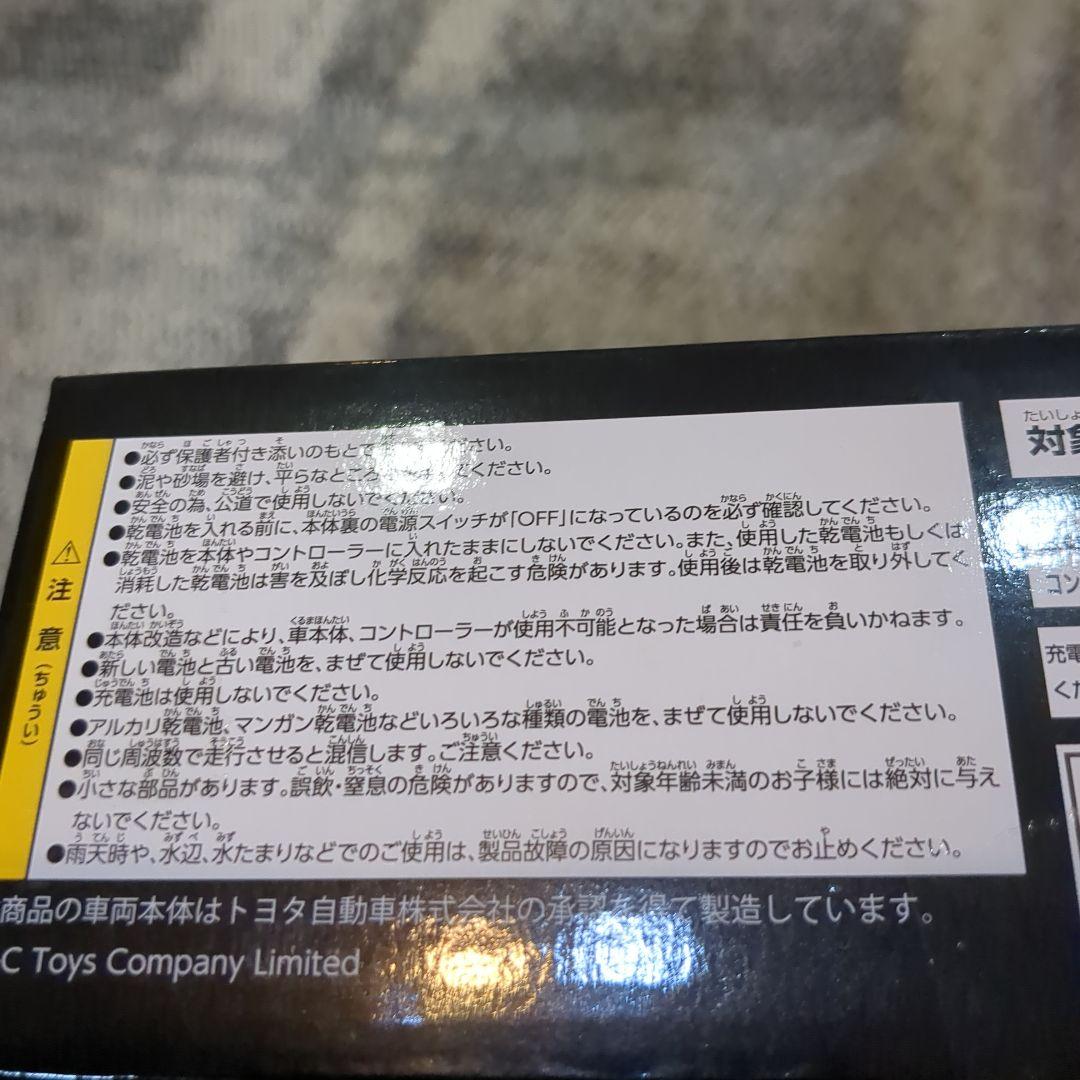 ⚠ 注意(ちゅうい)
●必ず保護者付き添いのもとで ください。
●泥や砂場を避け、平らなところ てください。
●安全の為、公道で使用しないでください。
●乾電池を入れる前に、本体裏の電源スイッチが「OFF」になっているのを必ず確認してください。
●乾電池を本体やコントローラーに入れたままにしないでください。また、使用した乾電池もしくは
消耗した乾電池は害を及ぼし化学反応を起こす危険があります。使用後は乾電池を取り外してく
ださい。
●本体改造などにより、車本体、コントローラーが使用不可能となった場合は責任を負いかねます。
●新しい電池と古い電池を、まぜて使用しないでください。
●充電池は使用しないでください。
●アルカリ乾電池、マンガン乾電池などいろいろな種類の電池を、まぜて使用しないでください。
●同じ周波数で走行させると混信します。ご注意ください。
●小さな部品があります。誤飲・窒息の危険がありますので、対象年齢未満のお子様には絶対に与え
ないでください。
●雨天時や、水辺、水たまりなどでのご使用は、製品故障の原因になりますのでお止めください。
商品の車両本体はトヨタ自動車株式会社の承認を得て製造しています。
C Toys Company Limited
たいしょ
対象
コン
充電
くだ